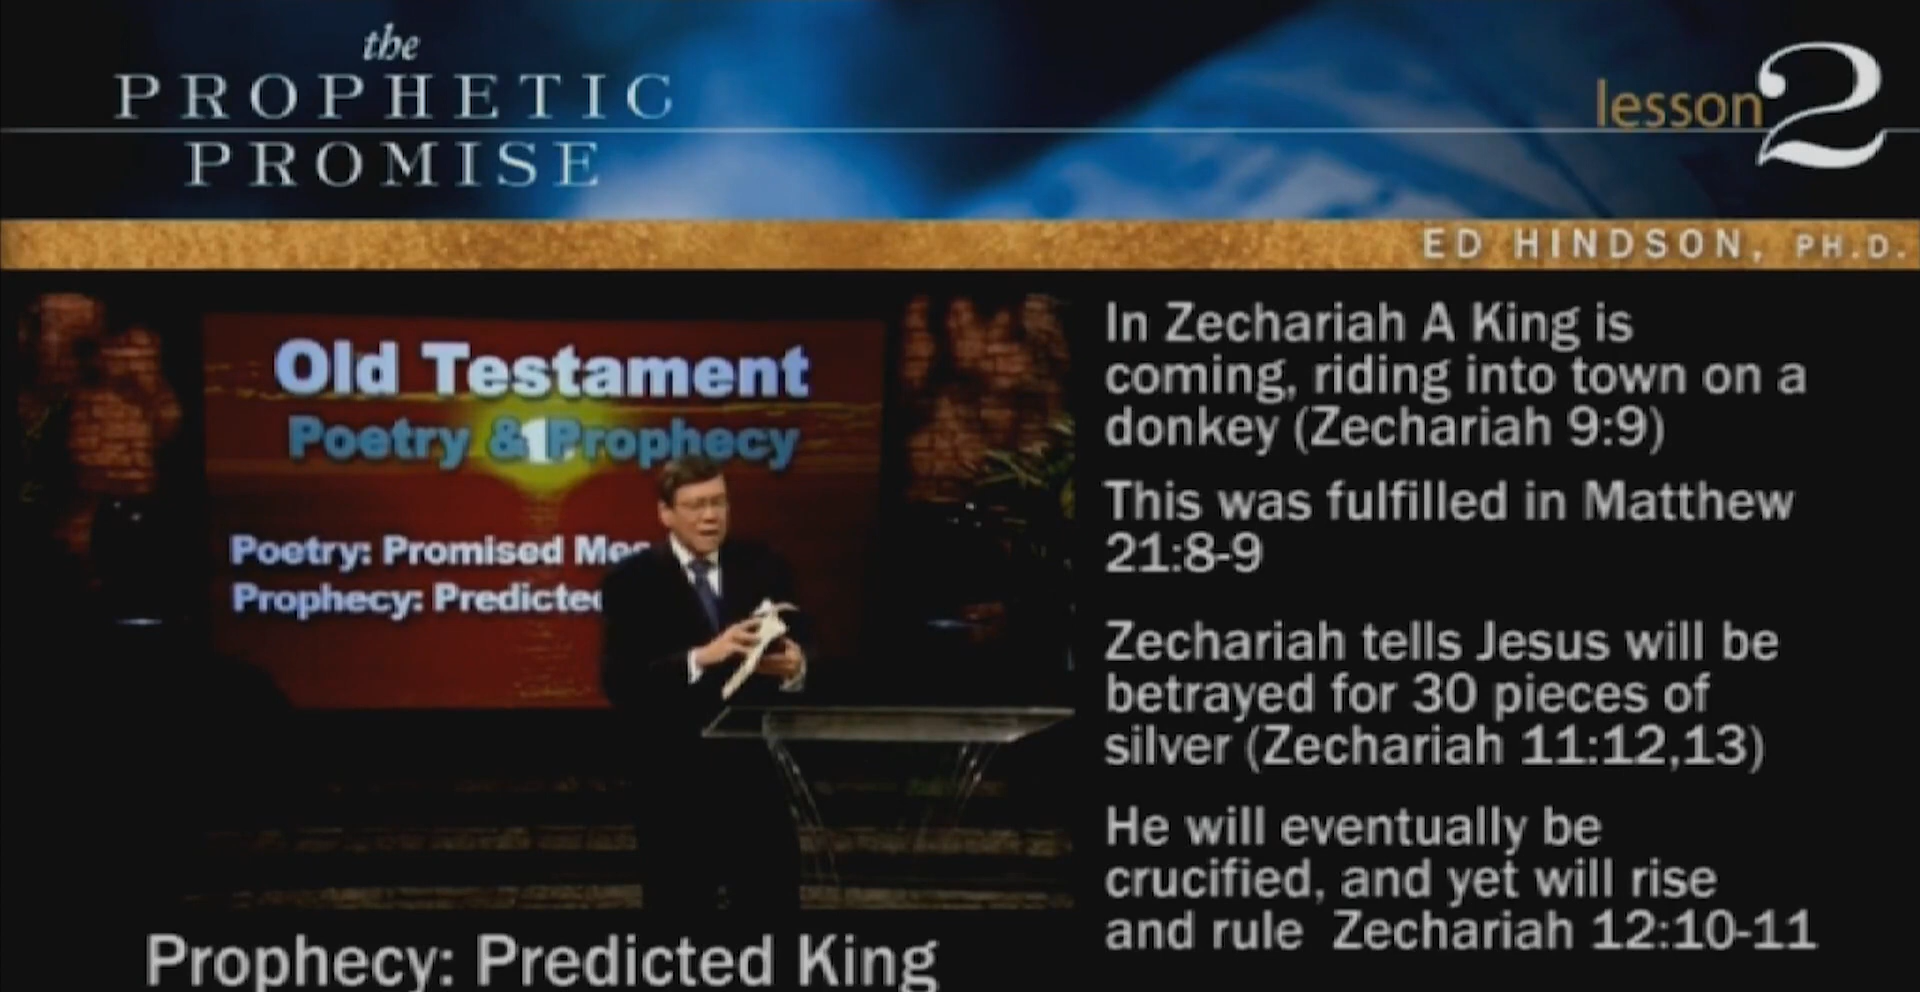 the
PROPHETIC
PROMISE
lesson 2
ED HINDSON, PH.D.
Old Testament
Poetry & Prophecy
Poetry: Promised
Prophecy:
In Zechariah A King is
coming, riding into town on a
donkey (Zechariah 9:9)
This was fulfilled in Matthew
21:8-9
Zechariah tells Jesus will be
betrayed for 30 pieces of
silver (Zechariah 11:12,13)
He will eventually be
crucified, and yet will rise
and rule Zechariah 12:10-11
Prophecy: Predicted King